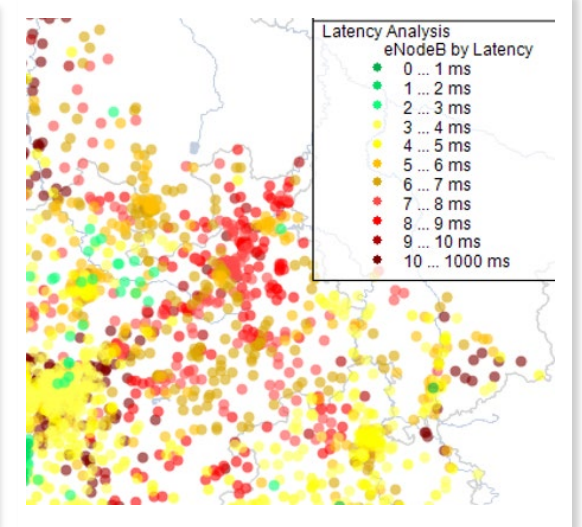 Latency Analysis
eNodeB by Latency
0 ... 1 ms
1 ... 2 ms
2 ... 3 ms
3 ... 4 ms
4 ... 5 ms
5 ... 6 ms
6 ... 7 ms
7 ... 8 ms
8 ... 9 ms
9 ... 10 ms
10 ... 1000 ms